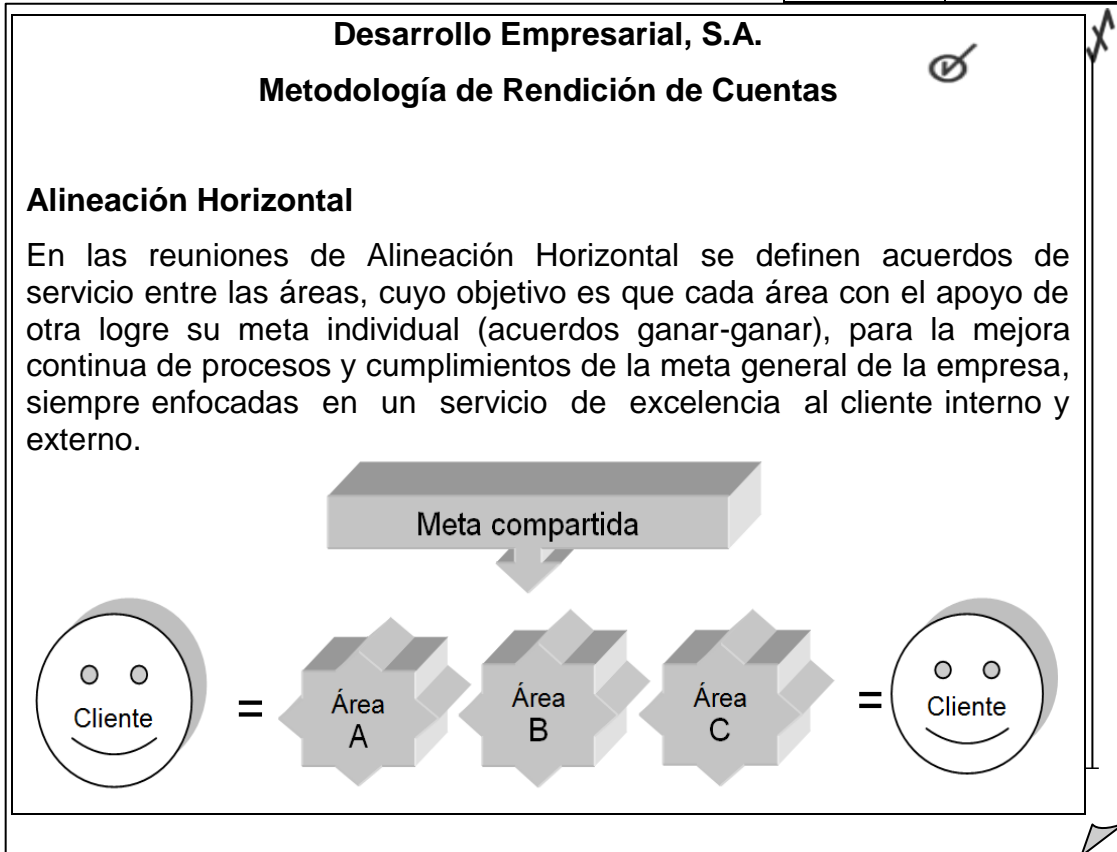 Desarrollo Empresarial, S.A.
Metodología de Rendición de Cuentas
Alineación Horizontal
En las reuniones de Alineación Horizontal se definen acuerdos de
servicio entre las áreas, cuyo objetivo es que cada área con el apoyo de
otra logre su meta individual (acuerdos ganar-ganar), para la mejora
continua de procesos y cumplimientos de la meta general de la empresa,
siempre enfocadas en un servicio de excelencia al cliente interno y
externo.
Meta compartida
Cliente
=
Área
A
Área
B
Área
C
=
Cliente